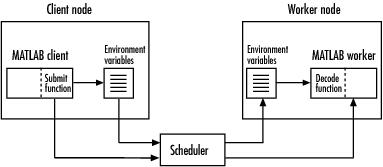 Client node
Worker node
MATLAB client
Environment
variables
Submit
function
Environment
variables
MATLAB worker
Decode
function
Scheduler